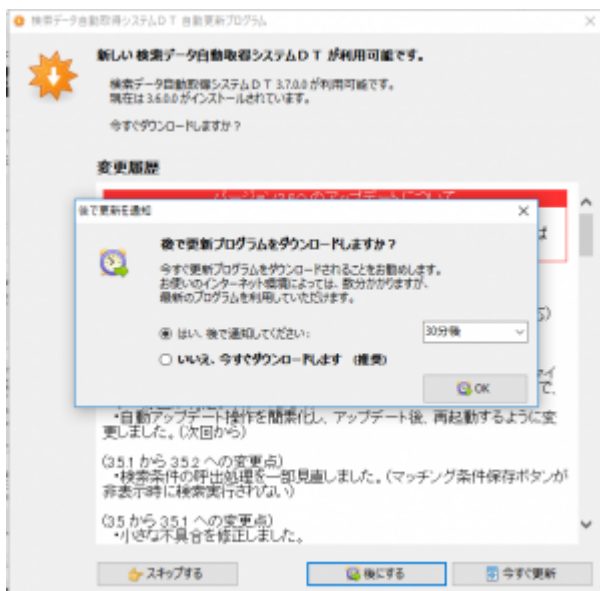 検索データ自動取得システムDT 自動更新プログラム
新しい 検索データ自動取得システムDT が利用可能です。
検索データ自動取得システムDT 3.7.0.0が利用可能です。
現在は 3.6.0.0がインストールされています。
今すぐダウンロードしますか?
変更履歴
後で更新を通知
後で更新プログラムをダウンロードしますか?
今すぐ更新プログラムをダウンロードされることをお勧めします。
お使いのインターネット環境によっては、数分かかりますが、
最新のプログラムを利用していただけます。
はい、後で通知してください:
30分後
いいえ、今すぐダウンロードします (推奨)
OK
・自動アップデート操作を簡素化し、アップデート後、再起動するように変
更しました。(次回から)
(3.5.1 から 3.5.2 への変更点)
・検索条件の呼出処理を一部見直しました。(マッチング条件保存ボタンが
非表示時に検索実行されない)
(3.5 から 3.5.1 への変更点)
・小さな不具合を修正しました。
スキップする
後にする
今すぐ更新